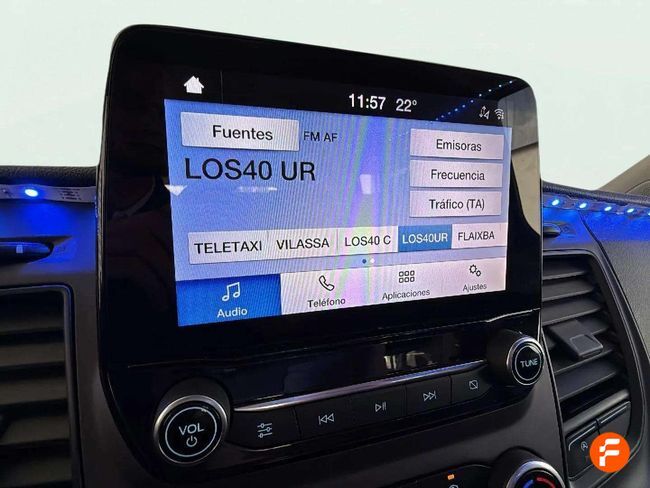 11:57 22°
Fuentes
FM AF
LOS40 UR
Emisoras
Frecuencia
Tráfico (TA)
TELETAXI
VILASSA
LOS40 C
LOS40UR
FLAIXBA
Audio
Teléfono
Aplicaciones
Ajustes
VOL
TUNE